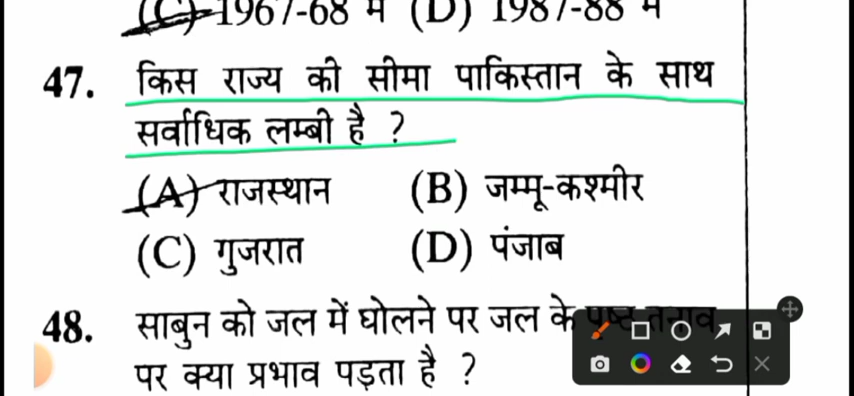 (C) 1967-68 में (D) 1987-88 में
47. किस राज्य की सीमा पाकिस्तान के साथ
सर्वाधिक लम्बी है ?
(A) राजस्थान (B) जम्मू-कश्मीर
(C) गुजरात (D) पंजाब
48. साबुन को जल में घोलने पर जल के पृष्ठ तनाव
पर क्या प्रभाव पड़ता है ?